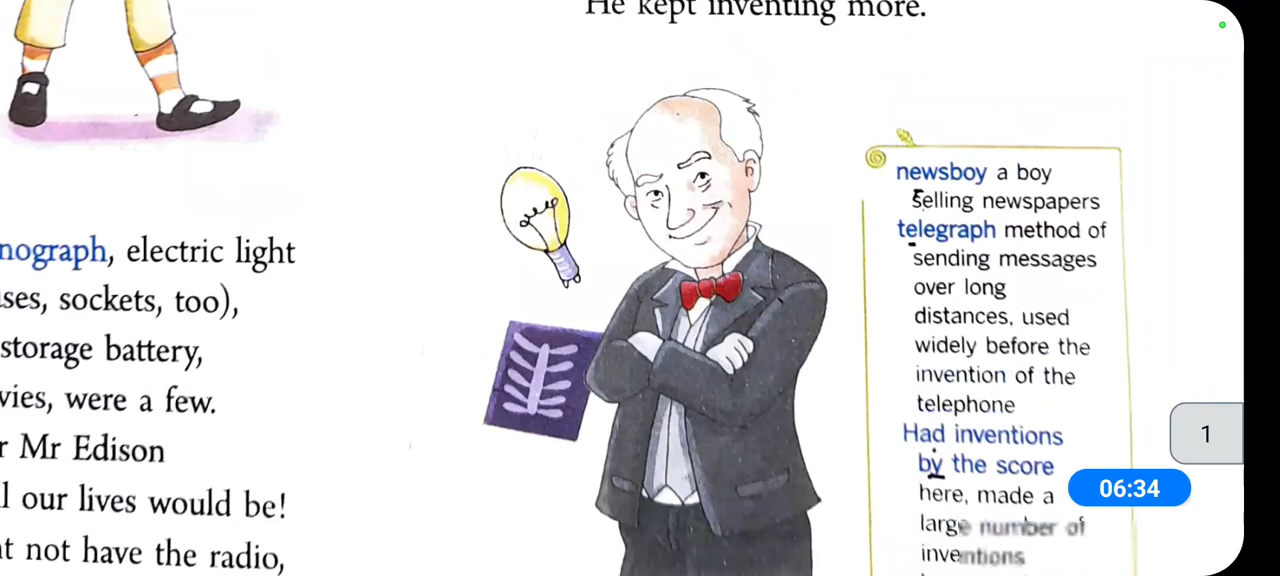 He kept inventing more.
nograph, electric light
ses, sockets, too),
storage battery,
vies, were a few.
r Mr Edison
l our lives would be!
t not have the radio,
newsboy a boy
selling newspapers
telegraph method of
sending messages
over long
distances, used
widely before the
invention of the
telephone
Had inventions
by the score
here, made a
large number of
inventions
1
06:34